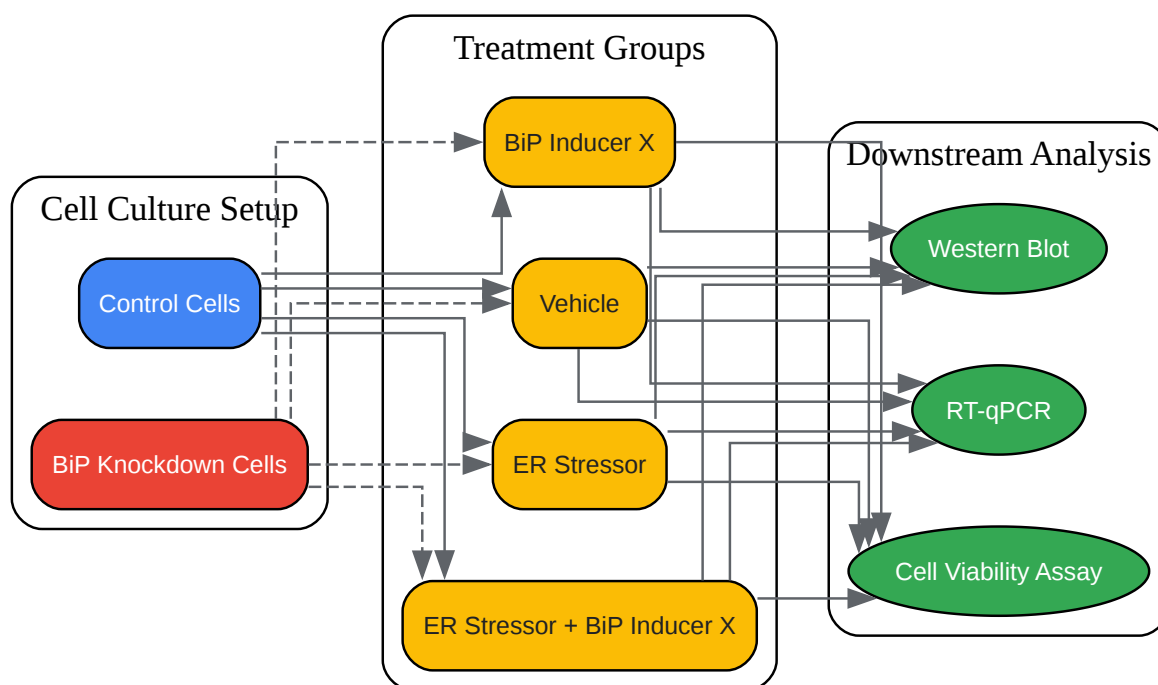 Cell Culture Setup
Control Cells
BiP Knockdown Cells
Treatment Groups
BiP Inducer X
Vehicle
ER Stressor
ER Stressor + BiP Inducer X
Downstream Analysis
Western Blot
RT-qPCR
Cell Viability Assay